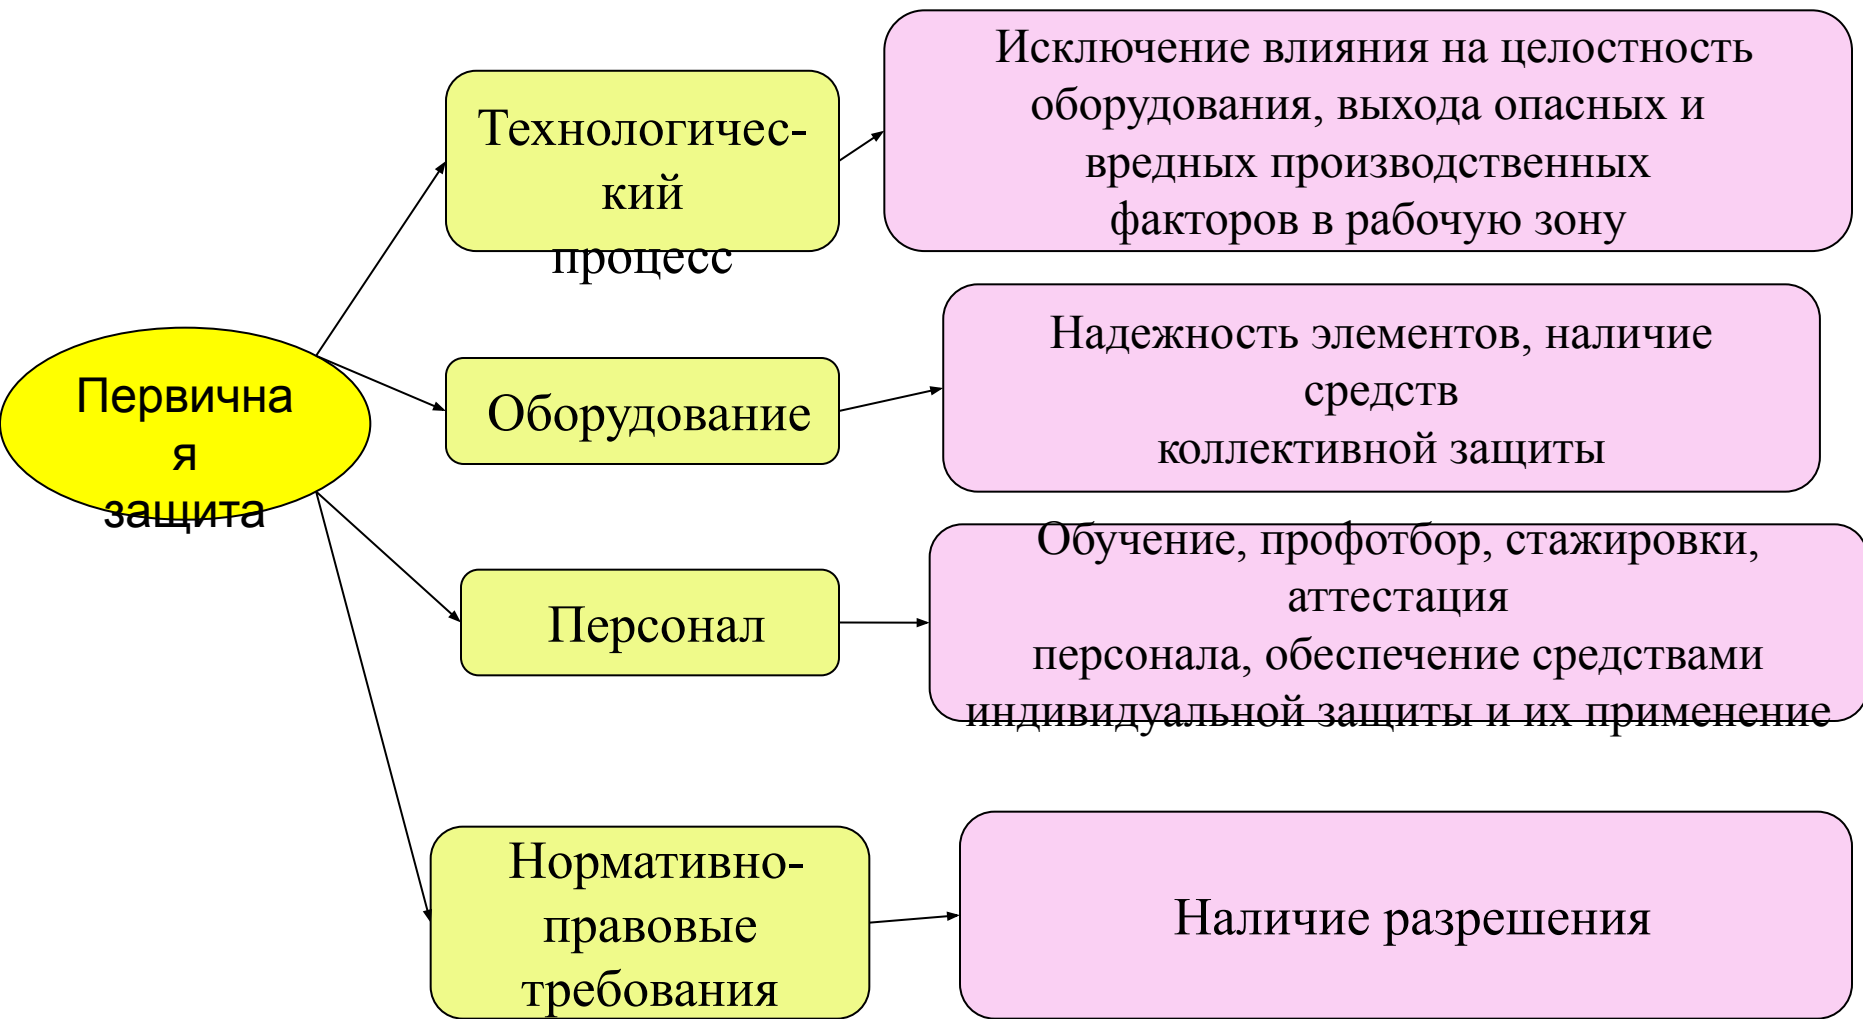 Первична
я
защита
Технологичес-
кий
процесс
Исключение влияния на целостность
оборудования, выхода опасных и
вредных производственных
факторов в рабочую зону
Оборудование
Надежность элементов, наличие
средств
коллективной защиты
Персонал
Обучение, профотбор, стажировки,
аттестация
персонала, обеспечение средствами
индивидуальной защиты и их применение
Нормативно-
правовые
требования
Наличие разрешения